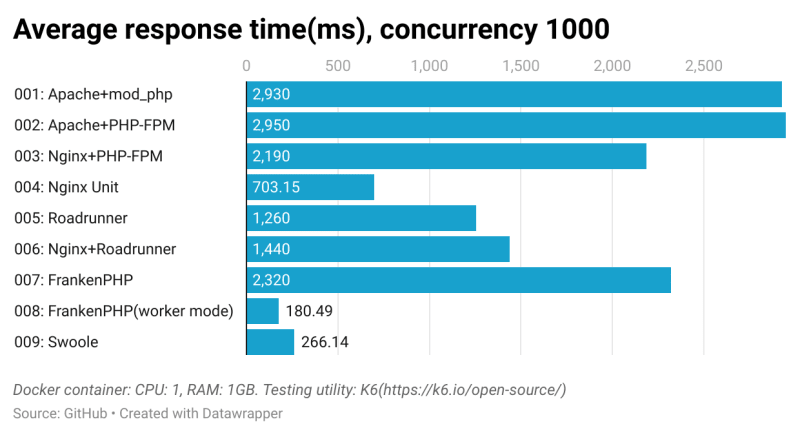 Average response time(ms), concurrency 1000
0 500 1,000 1,500 2,000 2,500
001: Apache+mod_php 2,930
002: Apache+PHP-FPM 2,950
003: Nginx+PHP-FPM 2,190
004: Nginx Unit 703.15
005: Roadrunner 1,260
006: Nginx+Roadrunner 1,440
007: FrankenPHP 2,320
008: FrankenPHP(worker mode) 180.49
009: Swoole 266.14
Docker container: CPU: 1, RAM: 1GB. Testing utility: K6(https://k6.io/open-source/)
Source: GitHub • Created with Datawrapper